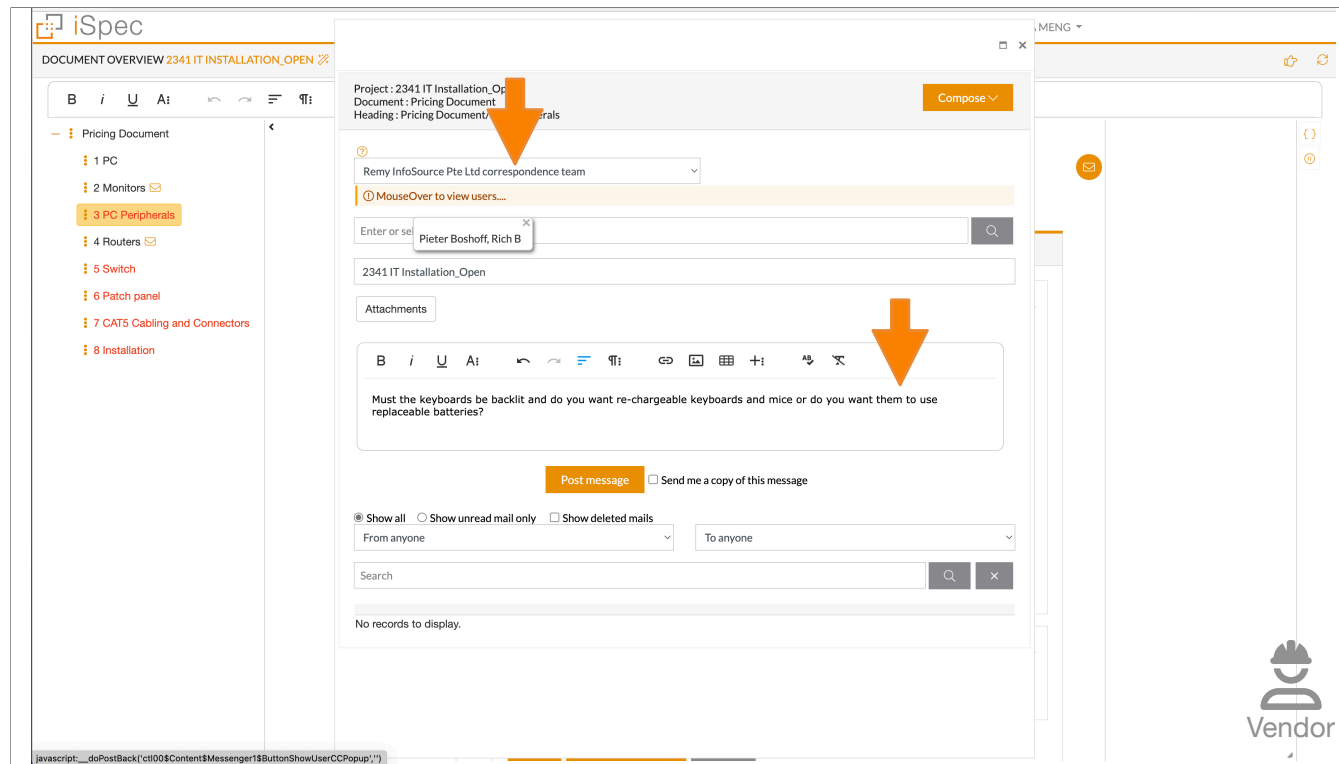 iSpec
MENG
DOCUMENT OVERVIEW 2341 IT INSTALLATION_OPEN
B i U A
Pricing Document
1 PC
2 Monitors
3 PC Peripherals
4 Routers
5 Switch
6 Patch panel
7 CAT5 Cabling and Connectors
8 Installation
Project : 2341 IT Installation_Op
Document : Pricing Document
Heading : Pricing Document/ erals
Compose
Remy InfoSource Pte Ltd correspondence team
MouseOver to view users....
Enter or se
Pieter Boshoff, Rich B
2341 IT Installation_Open
Attachments
B i U A
Must the keyboards be backlit and do you want re-chargeable keyboards and mice or do you want them to use
replaceable batteries?
Post message Send me a copy of this message
Show all Show unread mail only Show deleted mails
From anyone To anyone
Search
No records to display.
Vendor
javascript:__doPostBack('ctl00$Content$Messenger1$ButtonShowUserCCPopup','')